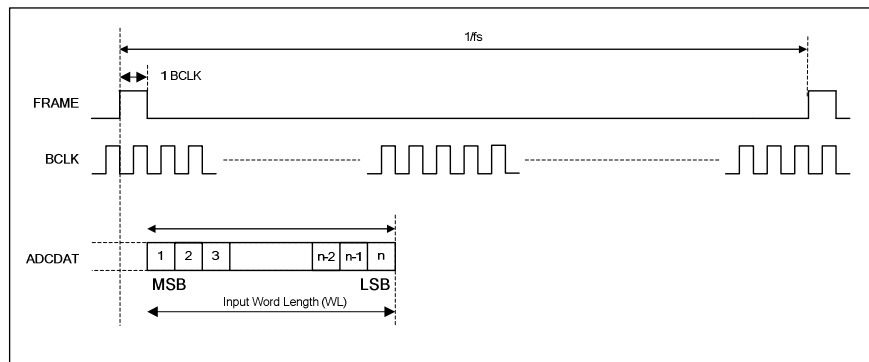 1/fs
1 BCLK
FRAME
BCLK
ADCDAT
1 2 3 n-2 n-1 n
MSB LSB
Input Word Length (WL)